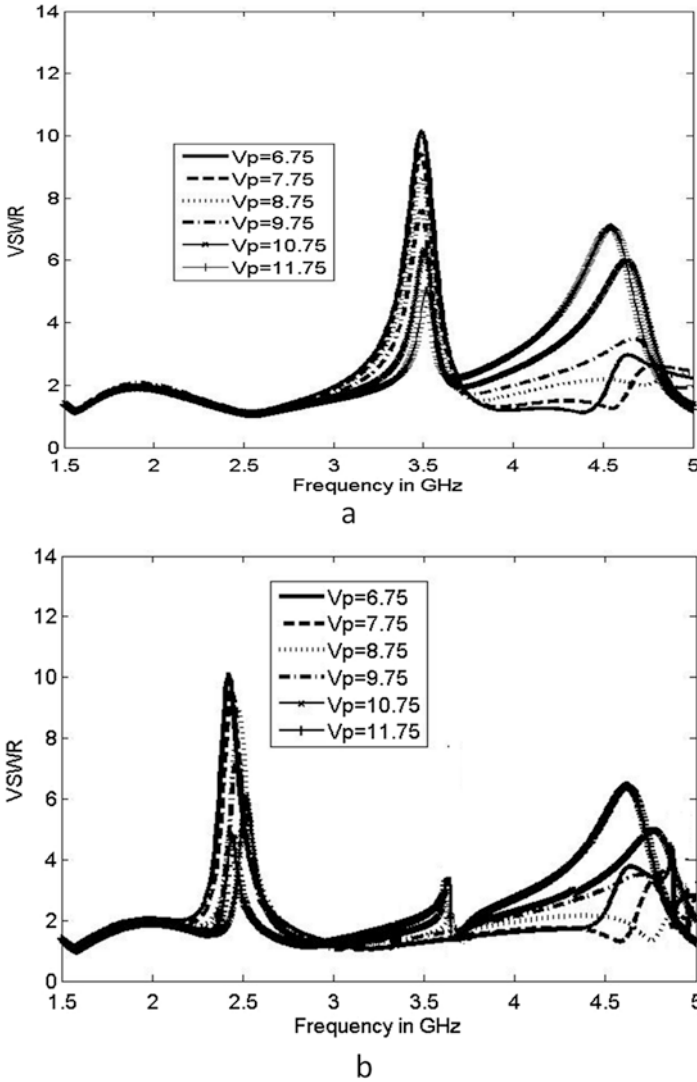 14
12
10
8
6
4
2
0
VSWR
Vp=6.75
Vp=7.75
Vp=8.75
Vp=9.75
Vp=10.75
Vp=11.75
1.5 2 2.5 3 3.5 4 4.5 5
Frequency in GHz
a
14
12
10
8
6
4
2
0
VSWR
Vp=6.75
Vp=7.75
Vp=8.75
Vp=9.75
Vp=10.75
Vp=11.75
1.5 2 2.5 3 3.5 4 4.5 5
Frequency in GHz
b